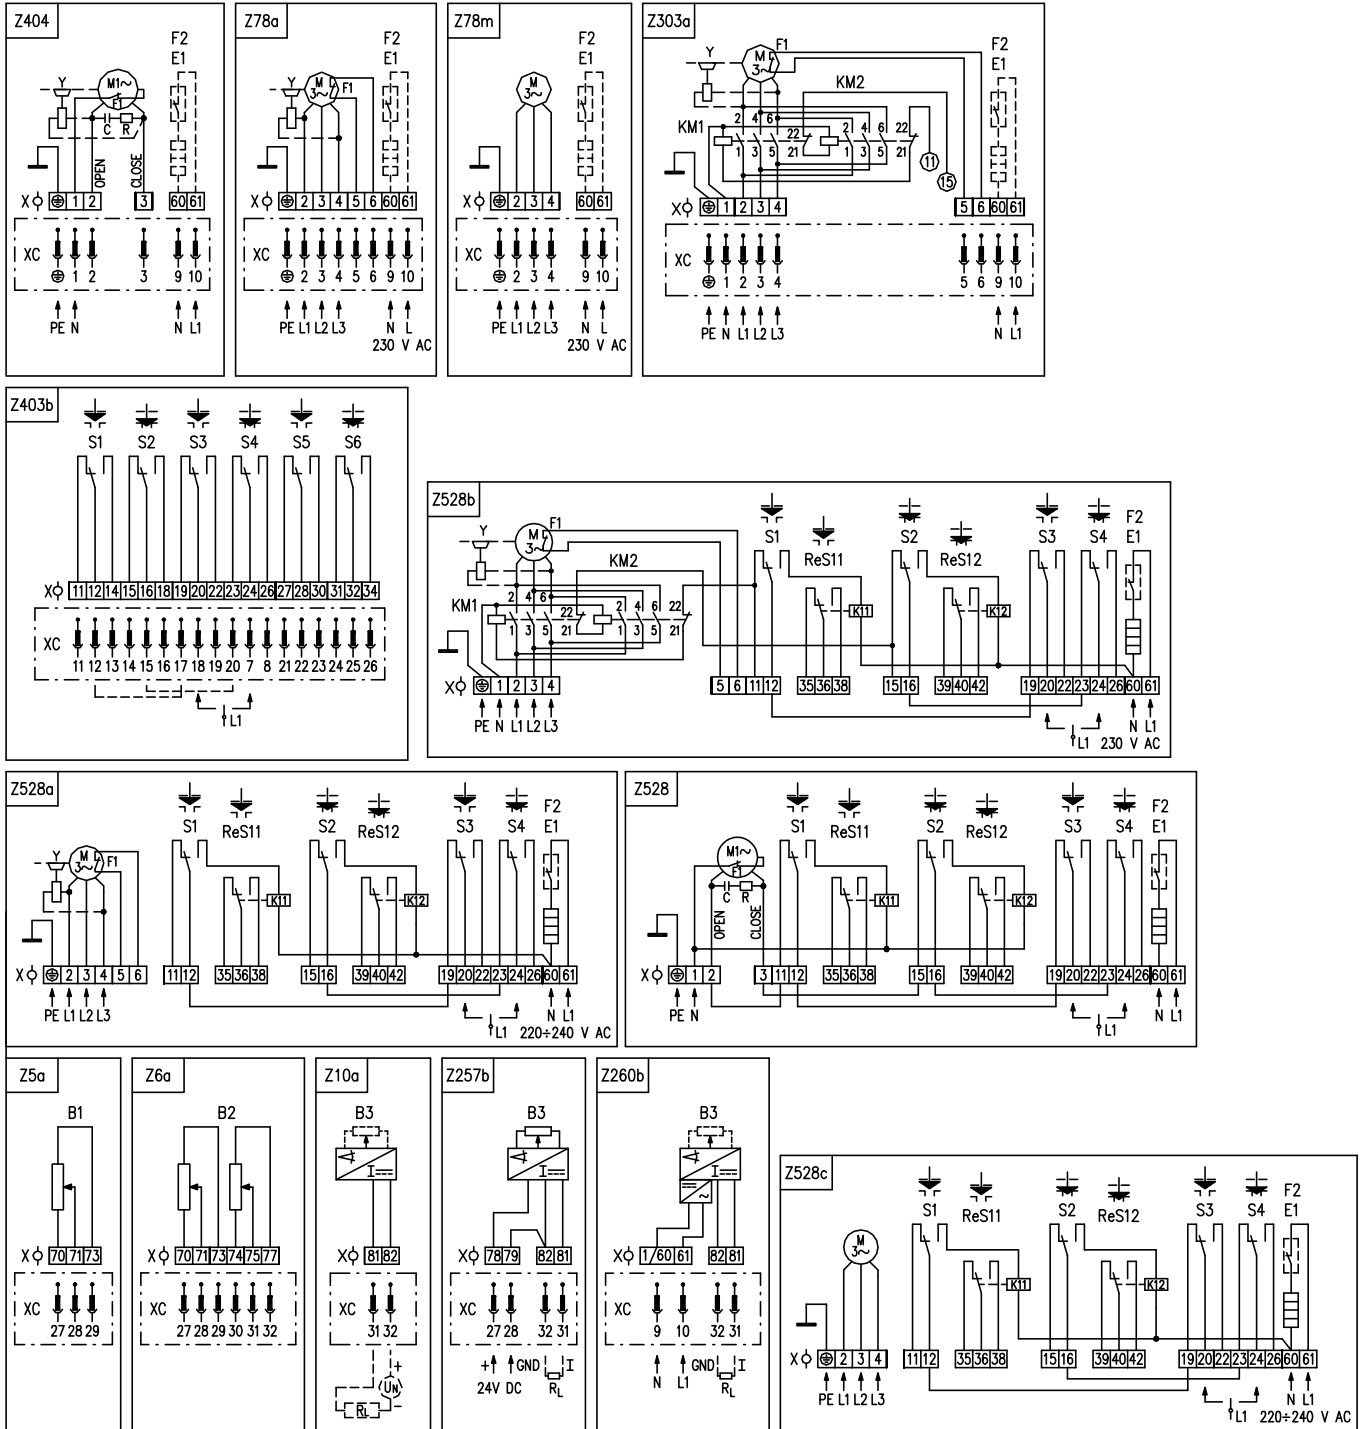 Z404
F2
E1
Y
M1~
F1
C R
OPEN
CLOSE
X 1 2 3 60 61
XC
1 2 3 9 10
PE N N L1
Z78a
F2
E1
Y
M
3~
F1
X 2 3 4 5 6 60 61
XC
2 3 4 5 6 9 10
PE L1 L2 L3 N L
230 V AC
Z78m
F2
E1
M
3~
X 2 3 4 60 61
XC
2 3 4 9 10
PE L1 L2 L3 N L
230 V AC
Z303a
F1
F2
E1
Y
M
3~
KM2
KM1
2 4 6 22 2 4 6 22
1 3 5 21 1 3 5 21
11
15
X 1 2 3 4 5 6 60 61
XC
1 2 3 4 5 6 9 10
PE N L1 L2 L3 N L1
Z403b
S1 S2 S3 S4 S5 S6
X 11 12 14 15 16 18 19 20 22 23 24 26 27 28 30 31 32 34
XC
11 12 13 14 15 16 17 18 19 20 7 8 21 22 23 24 25 26
L1
Z528b
F1
Y
M
3~
KM2
KM1
2 4 6 22 2 4 6 22
1 3 5 21 1 3 5 21
S1 ReS11 S2 ReS12 S3 S4 F2
E1
K11 K12
X 1 2 3 4 5 6 11 12 35 36 38 15 16 39 40 42 19 20 22 23 24 26 60 61
PE N L1 L2 L3 N L1
L1 230 V AC
Z528a
Y
M
3~
F1
S1 ReS11 S2 ReS12 S3 S4 F2
E1
K11 K12
X 2 3 4 5 6 11 12 35 36 38 15 16 39 40 42 19 20 22 23 24 26 60 61
PE L1 L2 L3 N L1
L1 220÷240 V AC
Z528
M1~
F1
C R
OPEN
CLOSE
S1 ReS11 S2 ReS12 S3 S4 F2
E1
K11 K12
X 1 2 3 11 12 35 36 38 15 16 39 40 42 19 20 22 23 24 26 60 61
PE N N L1
L1
Z5a
B1
X 70 71 73
XC
27 28 29
Z6a
B2
X 70 71 73 74 75 77
XC
27 28 29 30 31 32
Z10a
B3
I
X 81 82
XC
31 32
+
UN
−
RL
Z257b
B3
I
X 78 79 82 81
XC
27 28 32 31
+ GND I
24V DC RL
Z260b
B3
I
~
X 1/60 61 82 81
XC
9 10 32 31
N L1 GND I
RL
Z528c
M
3~
S1 ReS11 S2 ReS12 S3 S4 F2
E1
K11 K12
X 2 3 4 11 12 35 36 38 15 16 39 40 42 19 20 22 23 24 26 60 61
PE L1 L2 L3 N L1
L1 220÷240 V AC